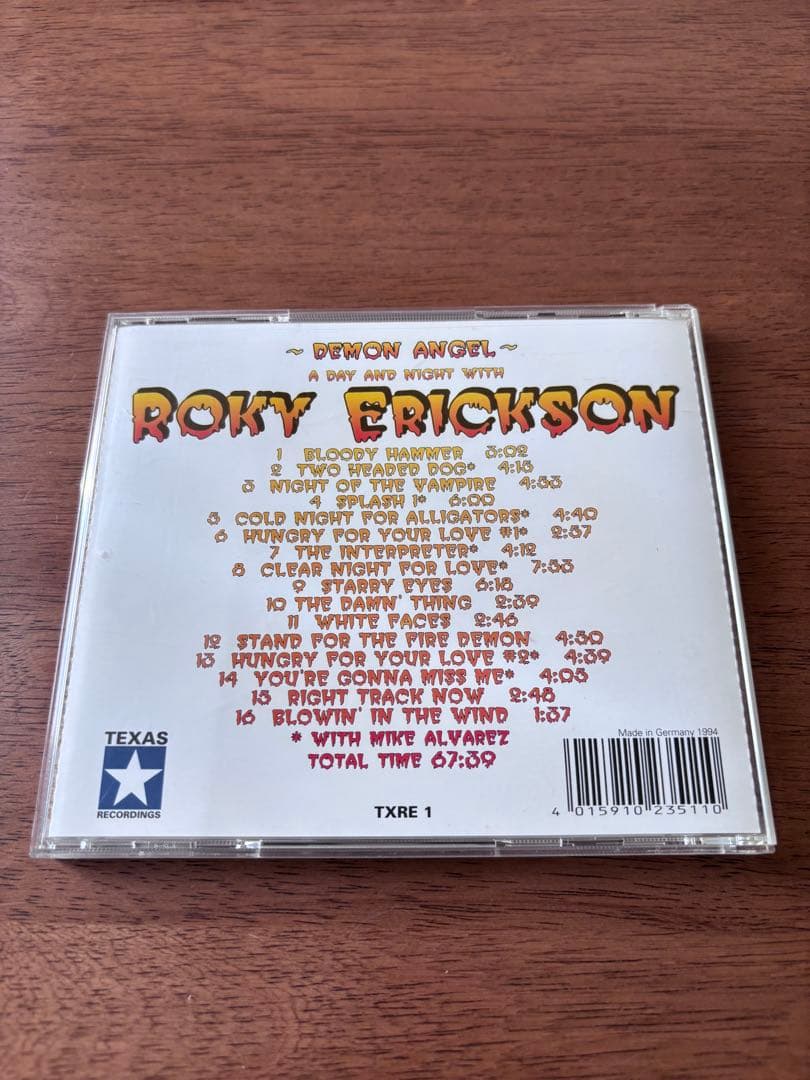 ~ DEMON ANGEL ~
A DAY AND NIGHT WITH
ROKY ERICKSON
1 BLOODY HAMMER 3:02
2 TWO HEADED DOG* 4:15
3 NIGHT OF THE VAMPIRE 4:53
4 SPLASH 1* 6:00
5 COLD NIGHT FOR ALLIGATORS* 4:49
6 HUNGRY FOR YOUR LOVE #1* 2:57
7 THE INTERPRETER* 4:12
8 CLEAR NIGHT FOR LOVE* 7:53
9 STARRY EYES 6:18
10 THE DAMN' THING 2:39
11 WHITE FACES 2:46
12 STAND FOR THE FIRE DEMON 4:50
13 HUNGRY FOR YOUR LOVE #2* 4:39
14 YOU'RE GONNA MISS ME* 4:05
15 RIGHT TRACK NOW 2:48
16 BLOWIN' IN THE WIND 1:37
* WITH MIKE ALVAREZ
TOTAL TIME 67:39
TEXAS
RECORDINGS
TXRE 1
Made in Germany 1994
4 015910 235110